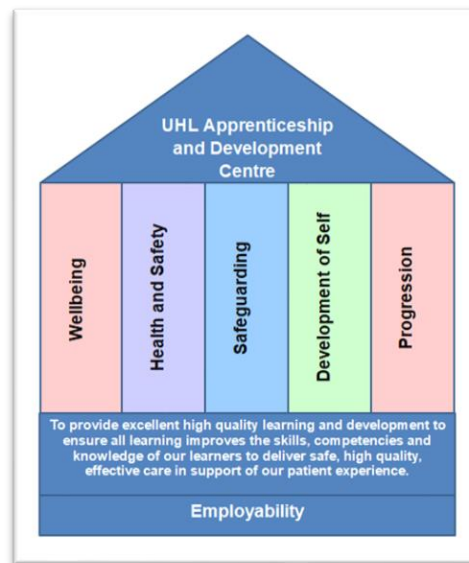 UHL Apprenticeship
and Development
Centre
Wellbeing
Health and Safety
Safeguarding
Development of Self
Progression
To provide excellent high quality learning and development to
ensure all learning improves the skills, competencies and
knowledge of our learners to deliver safe, high quality,
effective care in support of our patient experience.
Employability